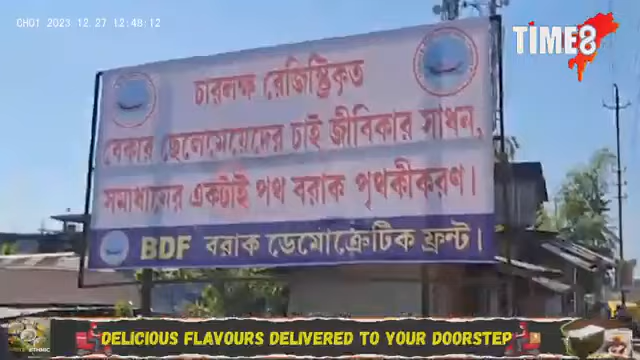 CH01 2023 12 27 12:48:12
TIME8
চারলক্ষ রেজিষ্ট্রিকৃত
বেকার ছেলেমেয়েদের চাই জীবিকার সাধন,
সমাধানের একটাই পথ বরাক পৃথকীকরণ।
BDF বরাক ডেমোক্রেটিক ফ্রন্ট।
DELICIOUS FLAVOURS DELIVERED TO YOUR DOORSTEP